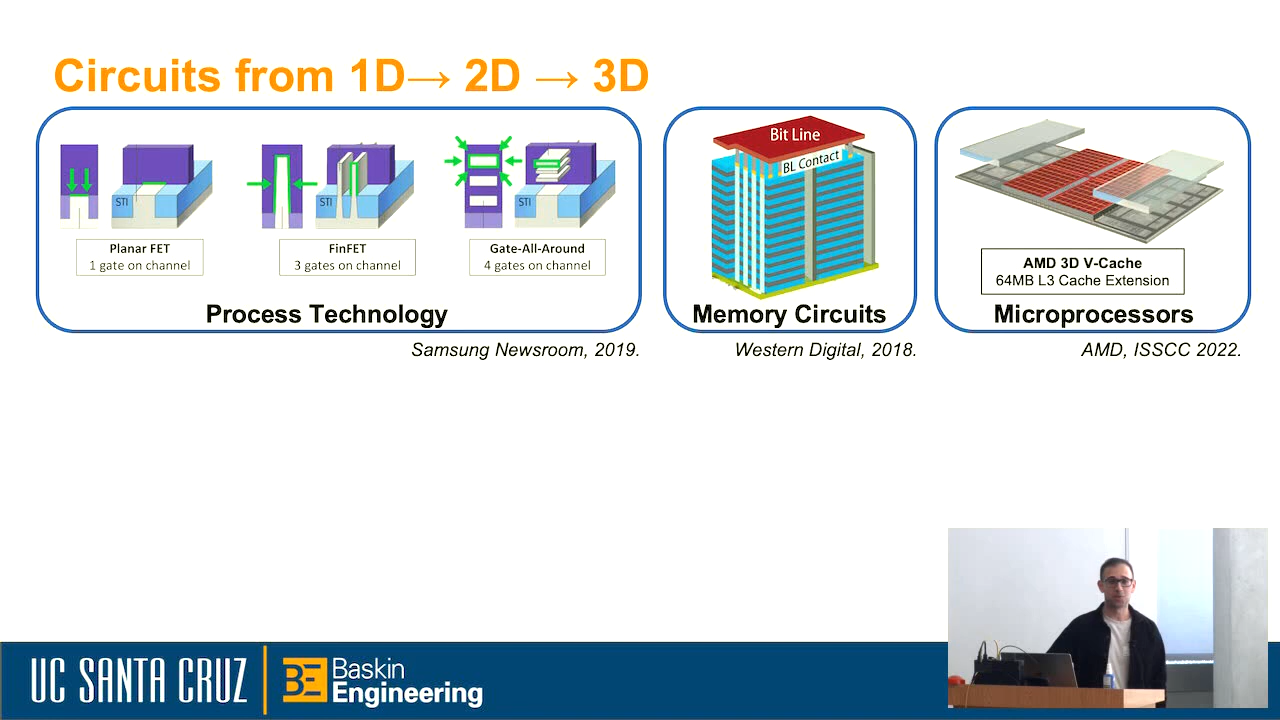 Circuits from 1D→ 2D → 3D
STI
Planar FET
1 gate on channel
STI
FinFET
3 gates on channel
STI
Gate-All-Around
4 gates on channel
Process Technology
Samsung Newsroom, 2019.
Bit Line
BL Contact
Memory Circuits
Western Digital, 2018.
AMD 3D V-Cache
64MB L3 Cache Extension
Microprocessors
AMD, ISSCC 2022.
UC SANTA CRUZ
BE
Baskin
Engineering